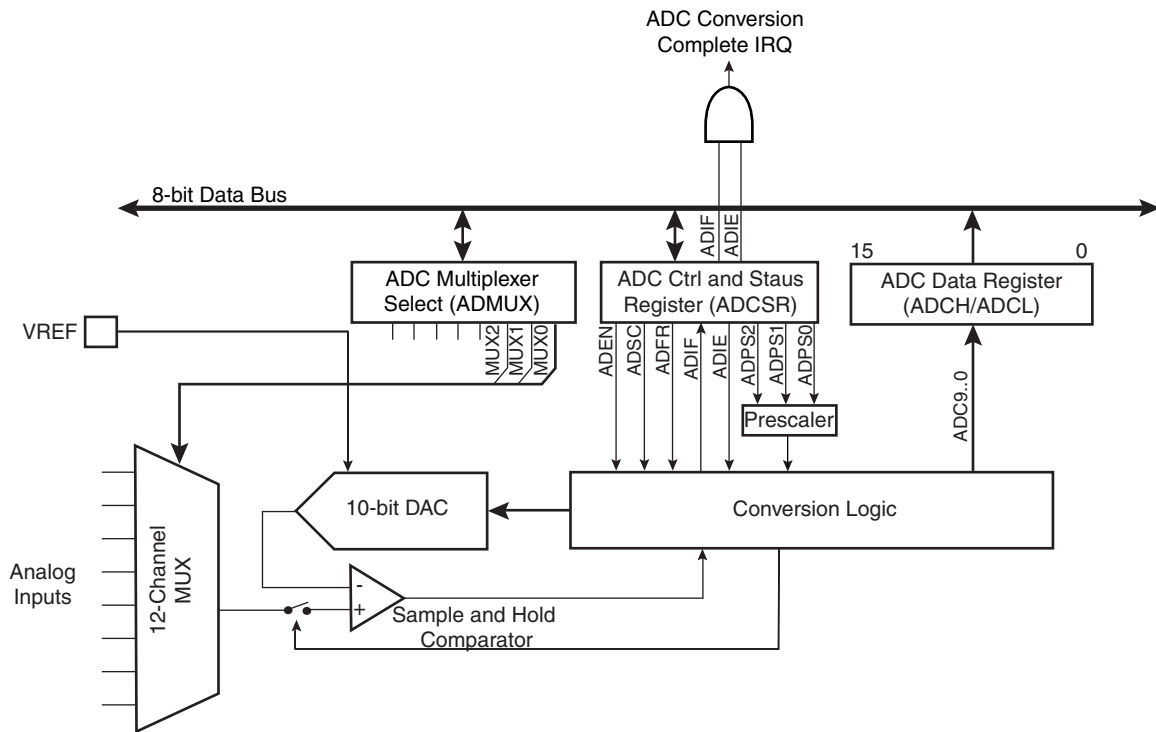 ADC Conversion
Complete IRQ
8-bit Data Bus
ADIF
ADIE
15
0
ADC Multiplexer
Select (ADMUX)
ADC Ctrl and Staus
Register (ADCSR)
ADC Data Register
(ADCH/ADCL)
VREF
MUX2
MUX1
MUX0
ADEN
ADSC
ADFR
ADIF
ADIE
ADPS2
ADPS1
ADPS0
Prescaler
ADC9..0
10-bit DAC
Conversion Logic
Analog
Inputs
12-Channel
MUX
-
+
Sample and Hold
Comparator